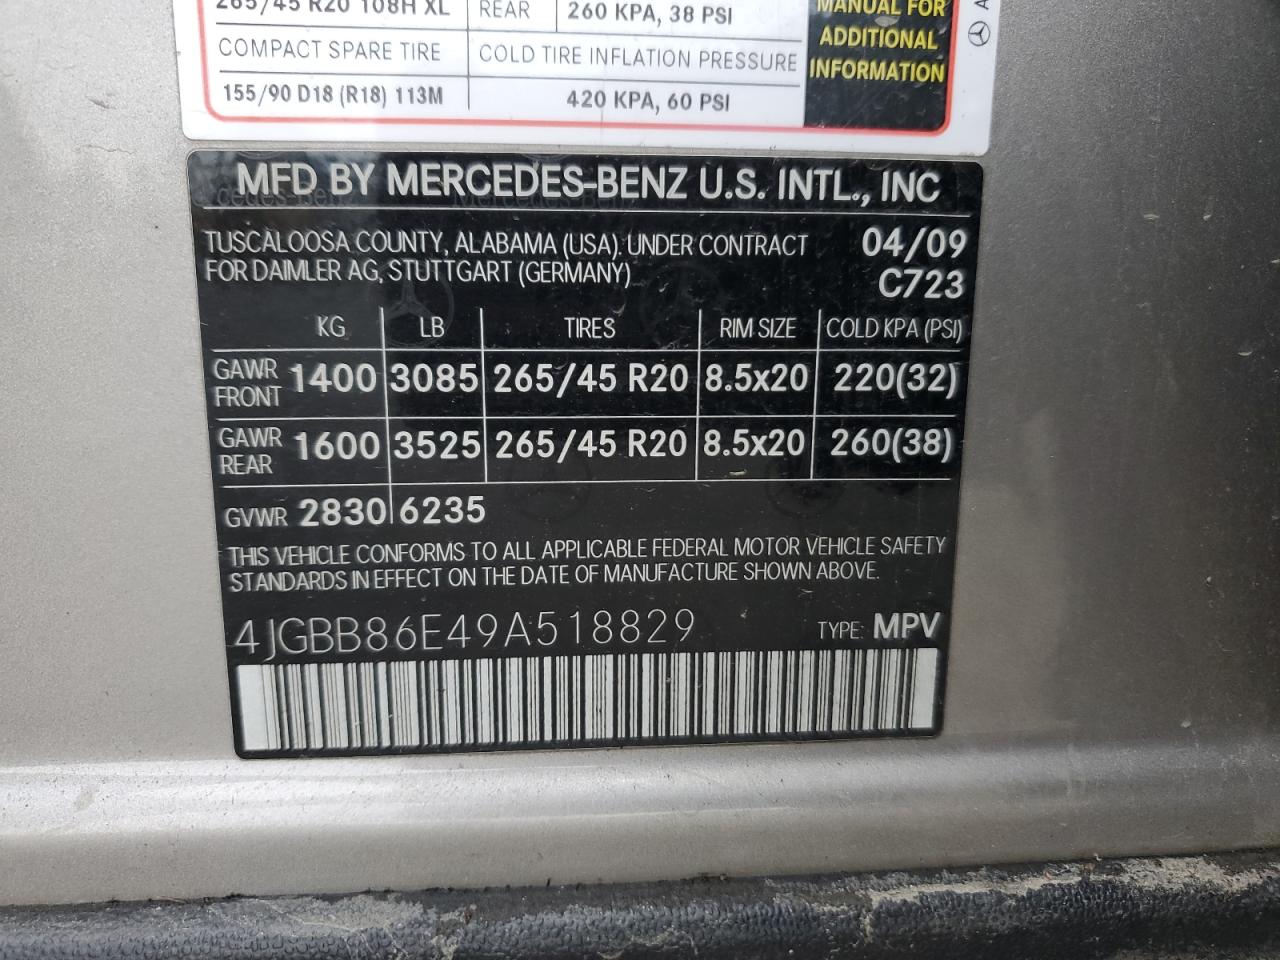 265/45 R20 108H XL REAR 260 KPA, 38 PSI
COMPACT SPARE TIRE COLD TIRE INFLATION PRESSURE
155/90 D18 (R18) 113M 420 KPA, 60 PSI
MANUAL FOR
ADDITIONAL
INFORMATION
MFD BY MERCEDES-BENZ U.S. INTL., INC
TUSCALOOSA COUNTY, ALABAMA (USA). UNDER CONTRACT 04/09
FOR DAIMLER AG, STUTTGART (GERMANY) C723
KG LB TIRES RIM SIZE COLD KPA (PSI)
GAWR FRONT 1400 3085 265/45 R20 8.5x20 220(32)
GAWR REAR 1600 3525 265/45 R20 8.5x20 260(38)
GVWR 2830 6235
THIS VEHICLE CONFORMS TO ALL APPLICABLE FEDERAL MOTOR VEHICLE SAFETY
STANDARDS IN EFFECT ON THE DATE OF MANUFACTURE SHOWN ABOVE.
4JGBB86E49A518829 TYPE: MPV